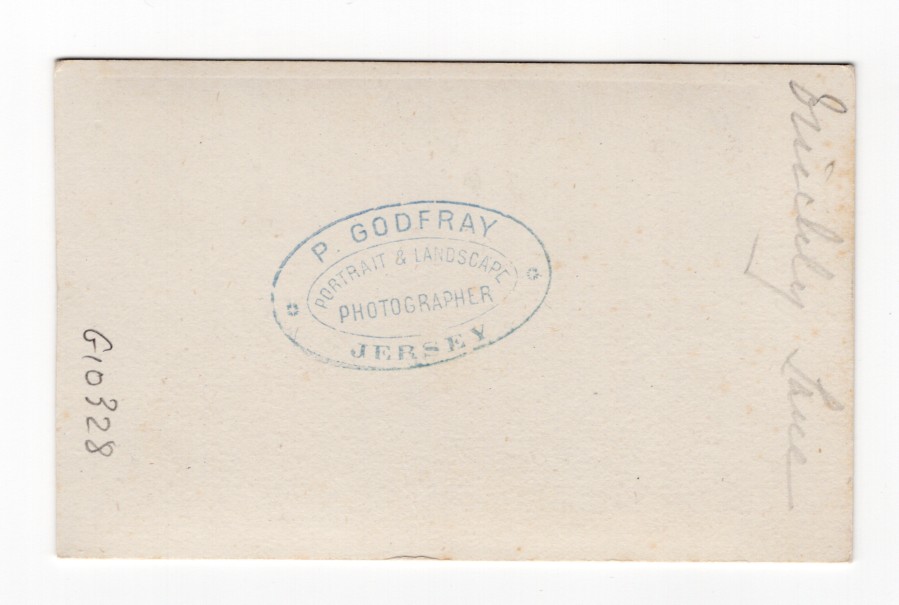 P. GODFRAY
PORTRAIT & LANDSCAPE
PHOTOGRAPHER
JERSEY
G10328